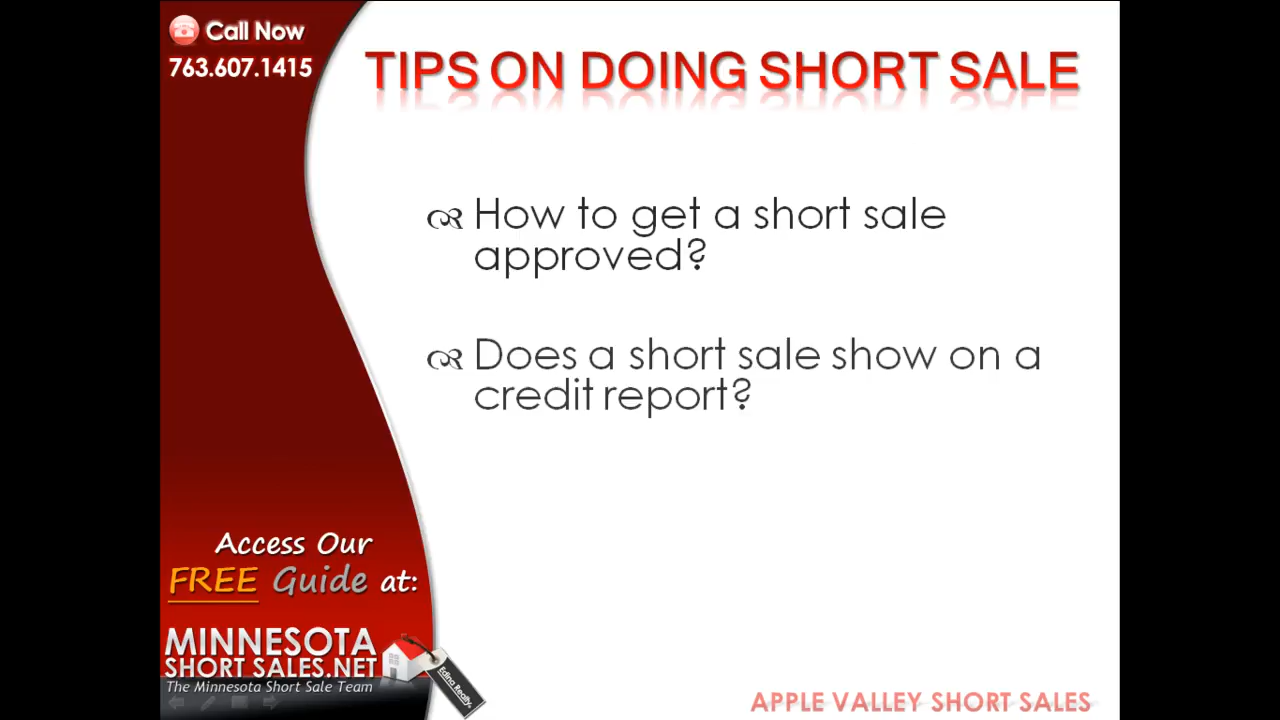 Call Now
763.607.1415
TIPS ON DOING SHORT SALE
How to get a short sale
approved?
Does a short sale show on a
credit report?
Access Our
FREE Guide at:
MINNESOTA
SHORT SALES.NET
The Minnesota Short Sale Team
Edina Realty.
APPLE VALLEY SHORT SALES